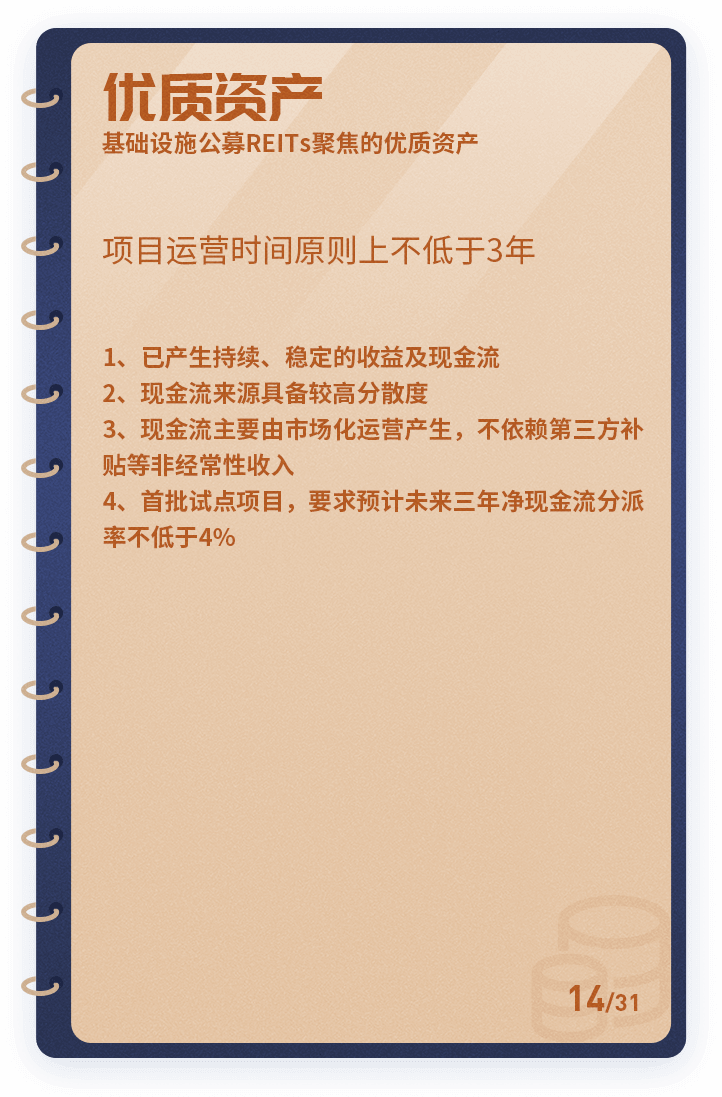 优质资产
基础设施公募REITs聚焦的优质资产
项目运营时间原则上不低于3年
1、已产生持续、稳定的收益及现金流
2、现金流来源具备较高分散度
3、现金流主要由市场化运营产生，不依赖第三方补
贴等非经常性收入
4、首批试点项目，要求预计未来三年净现金流分派
率不低于4%
14/31